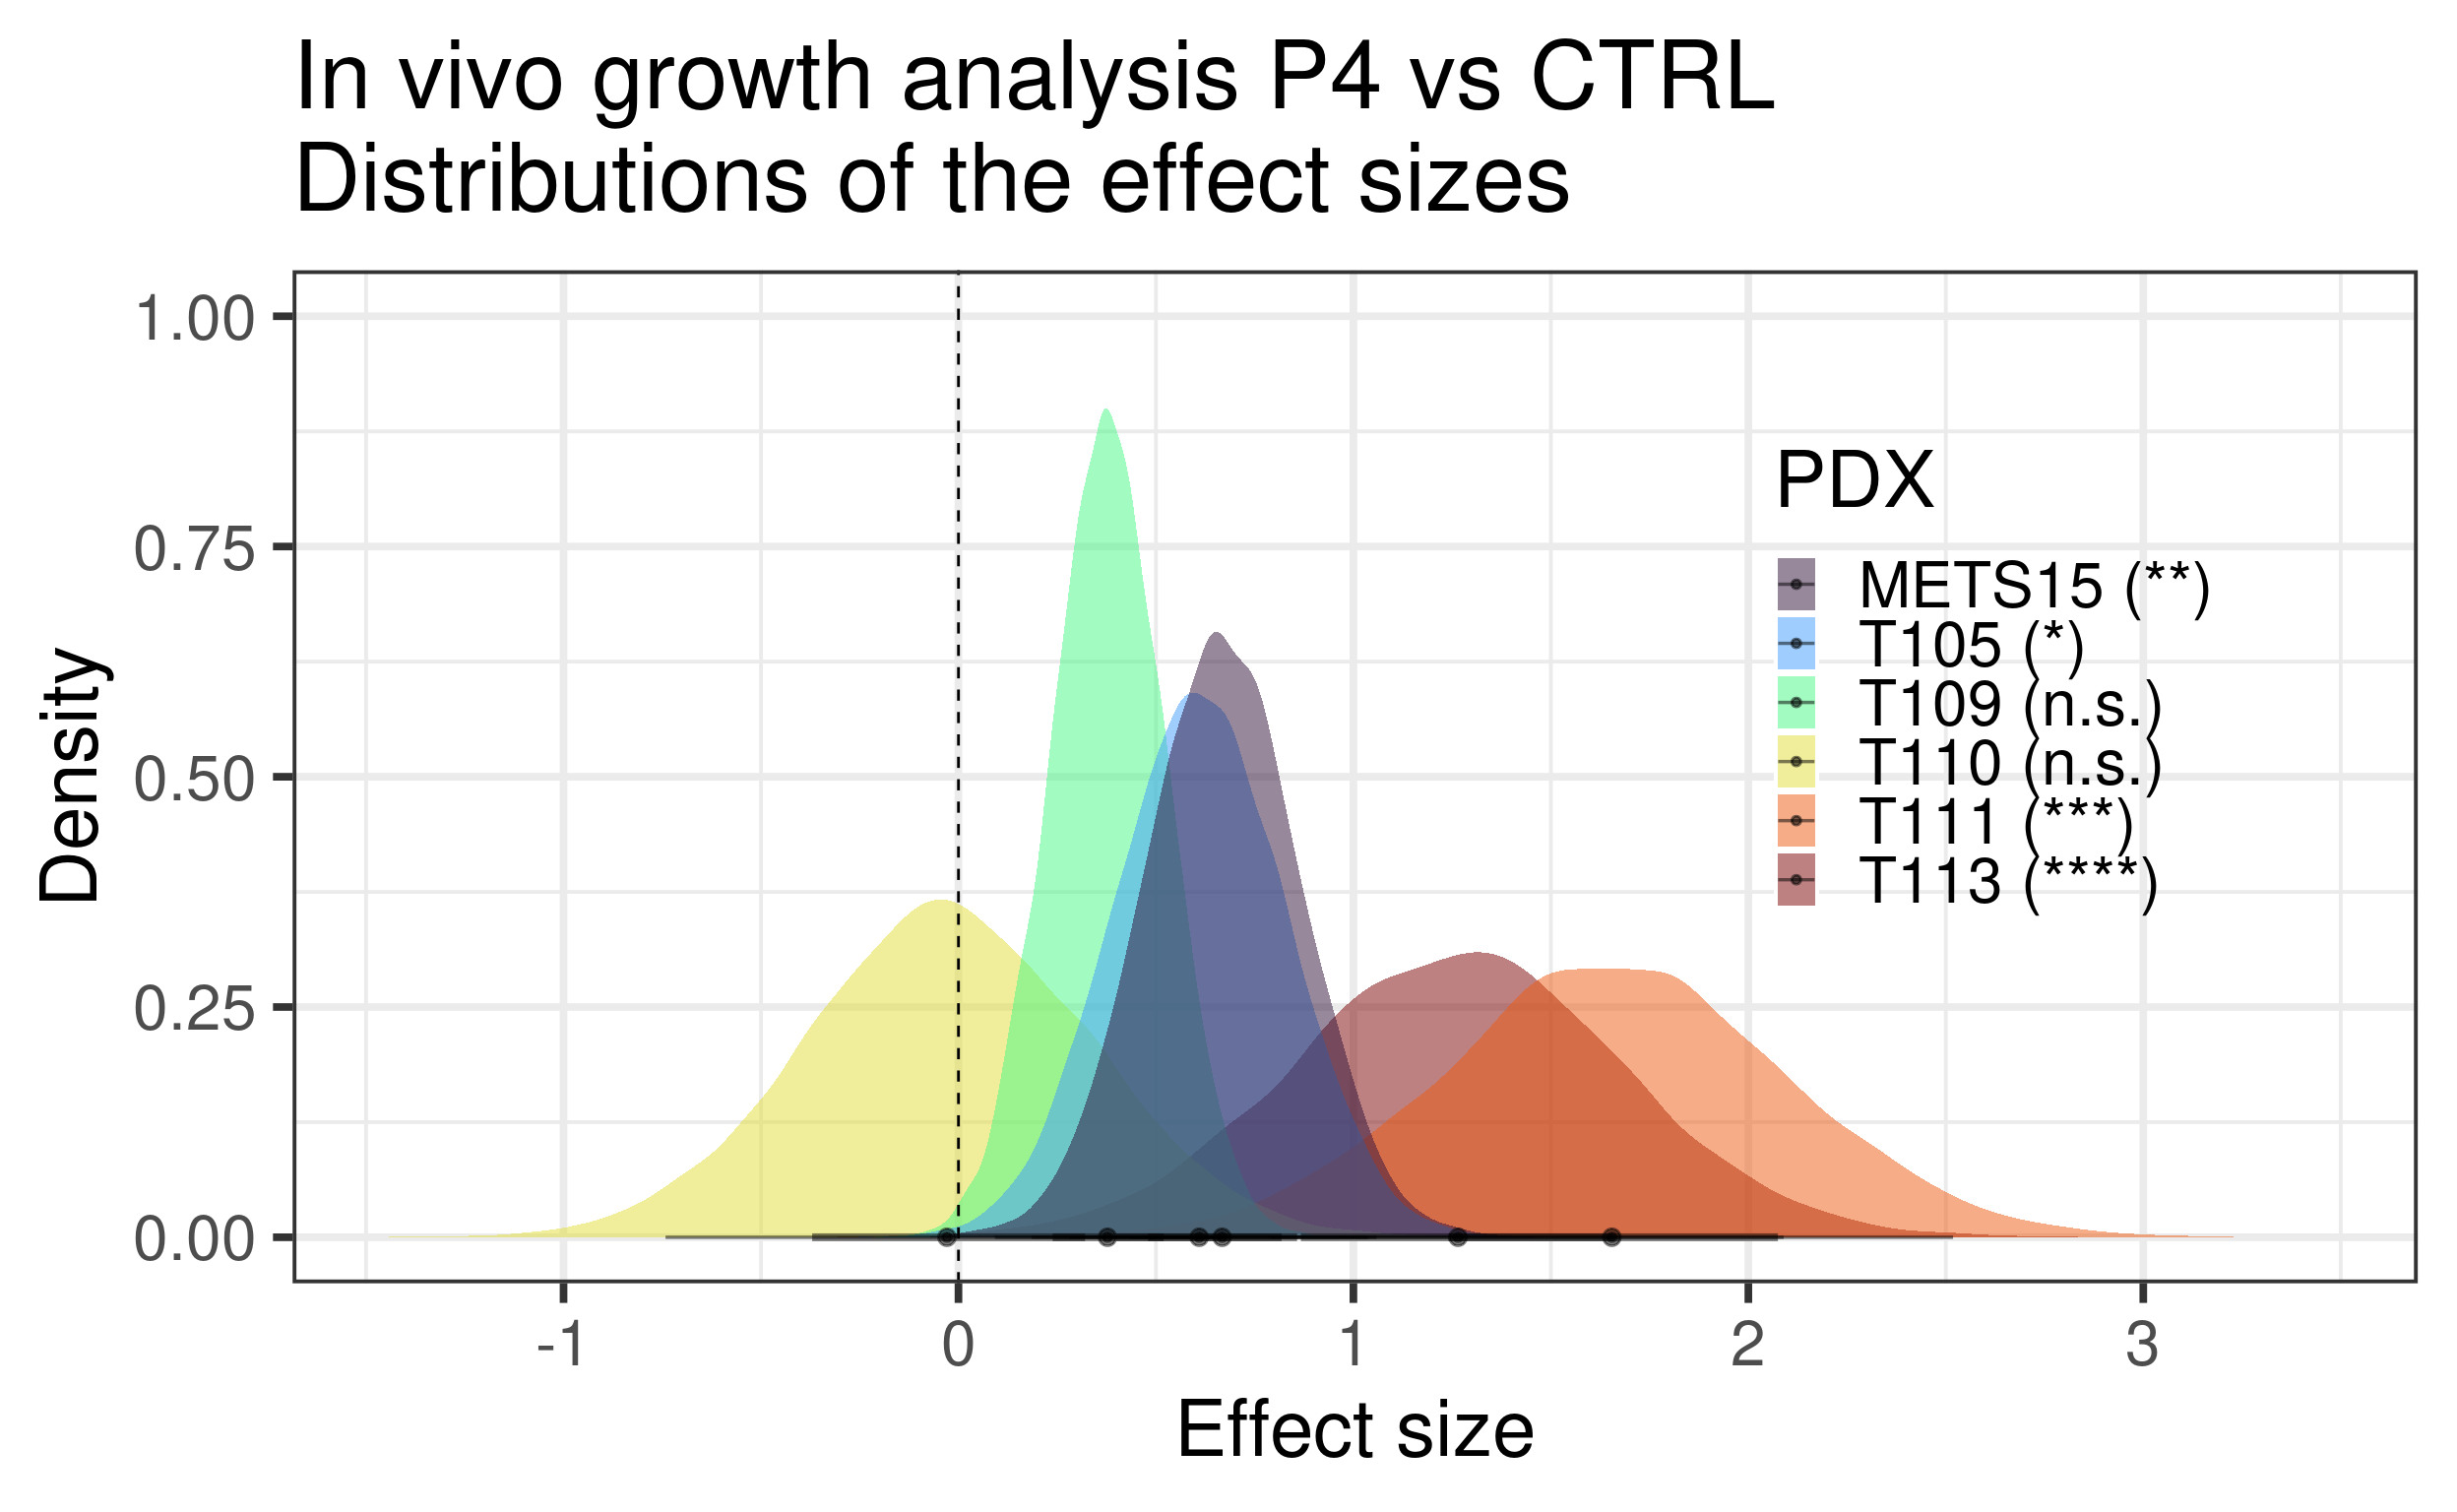 In vivo growth analysis P4 vs CTRL
Distributions of the effect sizes
1.00
0.75
0.50
0.25
0.00
Density
PDX
METS15 (**)
T105 (*)
T109 (n.s.)
T110 (n.s.)
T111 (***)
T113 (****)
-1
0
1
2
3
Effect size